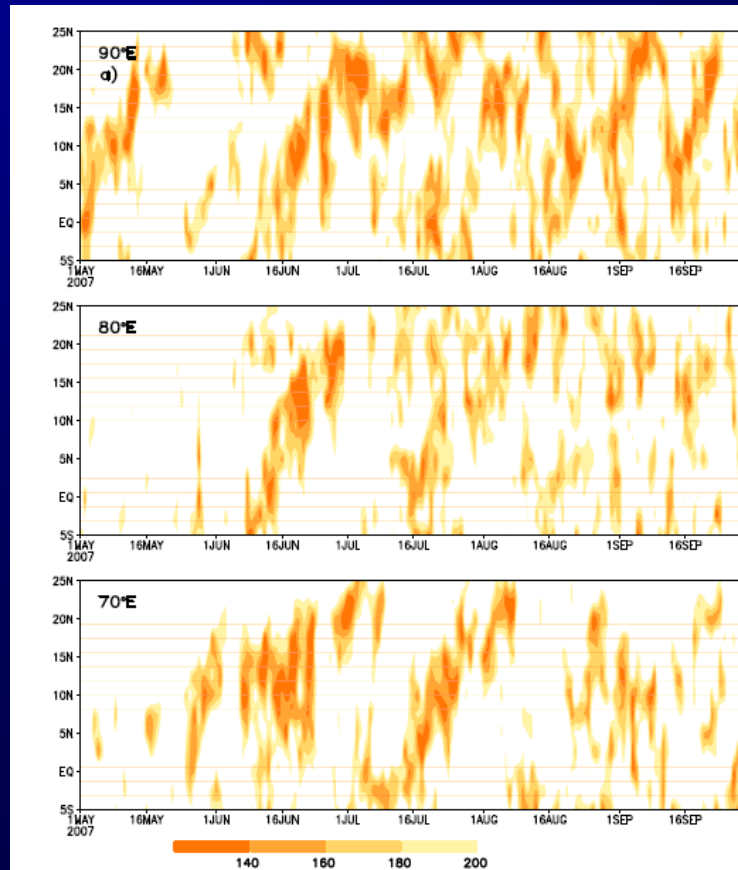 25N
90°E
a)
20N
15N
10N
5N
EQ
5S
1MAY 16MAY 1JUN 16JUN 1JUL 16JUL 1AUG 16AUG 1SEP 16SEP
2007
25N
80°E
20N
15N
10N
5N
EQ
5S
1MAY 16MAY 1JUN 16JUN 1JUL 16JUL 1AUG 16AUG 1SEP 16SEP
2007
25N
70°E
20N
15N
10N
5N
EQ
5S
1MAY 16MAY 1JUN 16JUN 1JUL 16JUL 1AUG 16AUG 1SEP 16SEP
2007
140 160 180 200